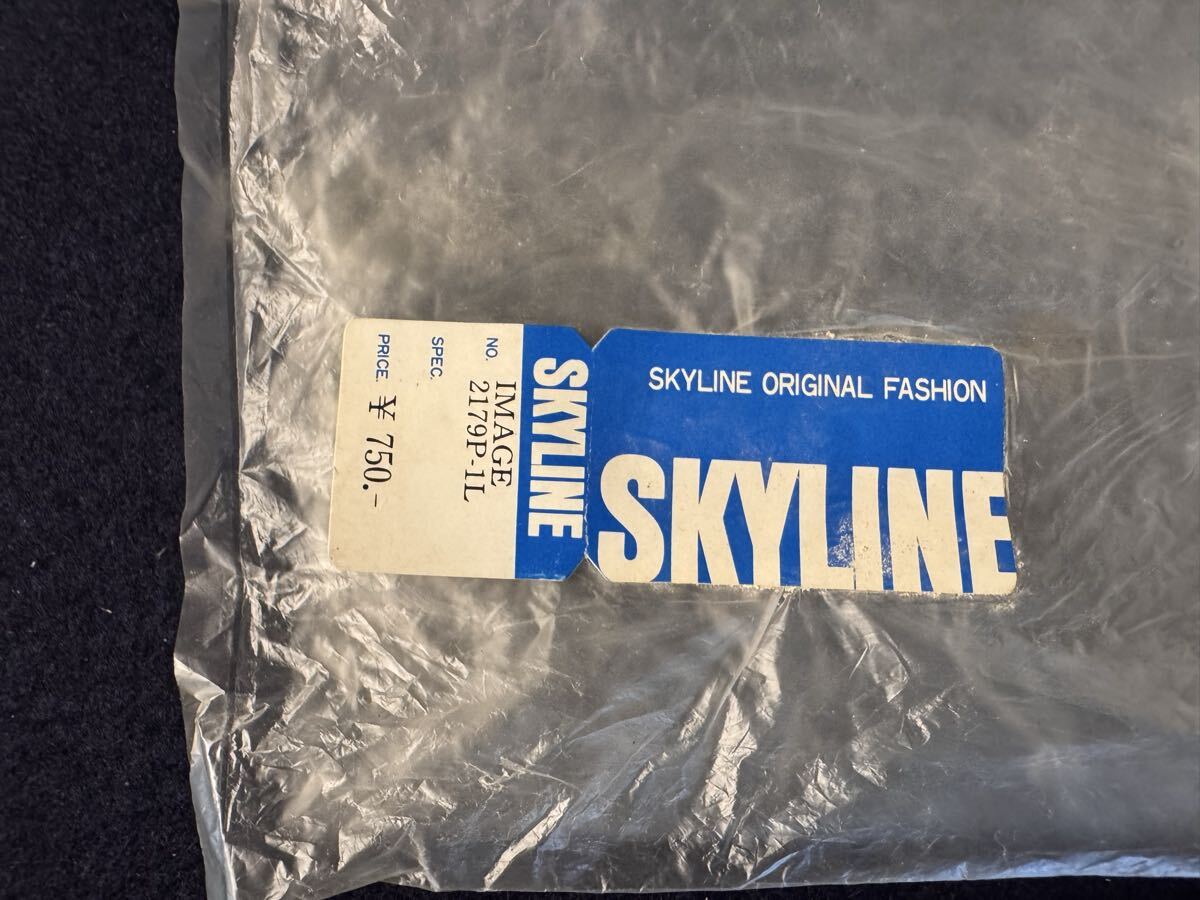 SKYLINE ORIGINAL FASHION
SKYLINE
SKYLINE
NO. IMAGE
2179P-1L
SPEC.
PRICE. ¥ 750.-